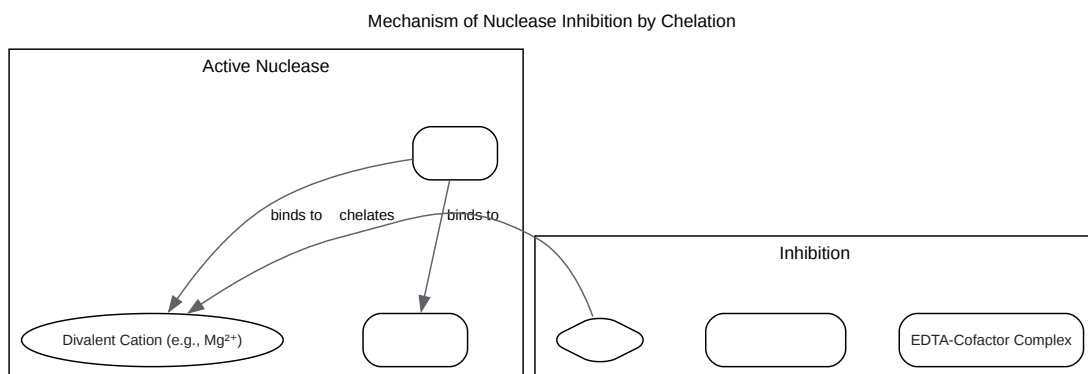 Mechanism of Nuclease Inhibition by Chelation
Active Nuclease
binds to
chelates
binds to
Inhibition
Divalent Cation (e.g., Mg²⁺)
EDTA-Cofactor Complex